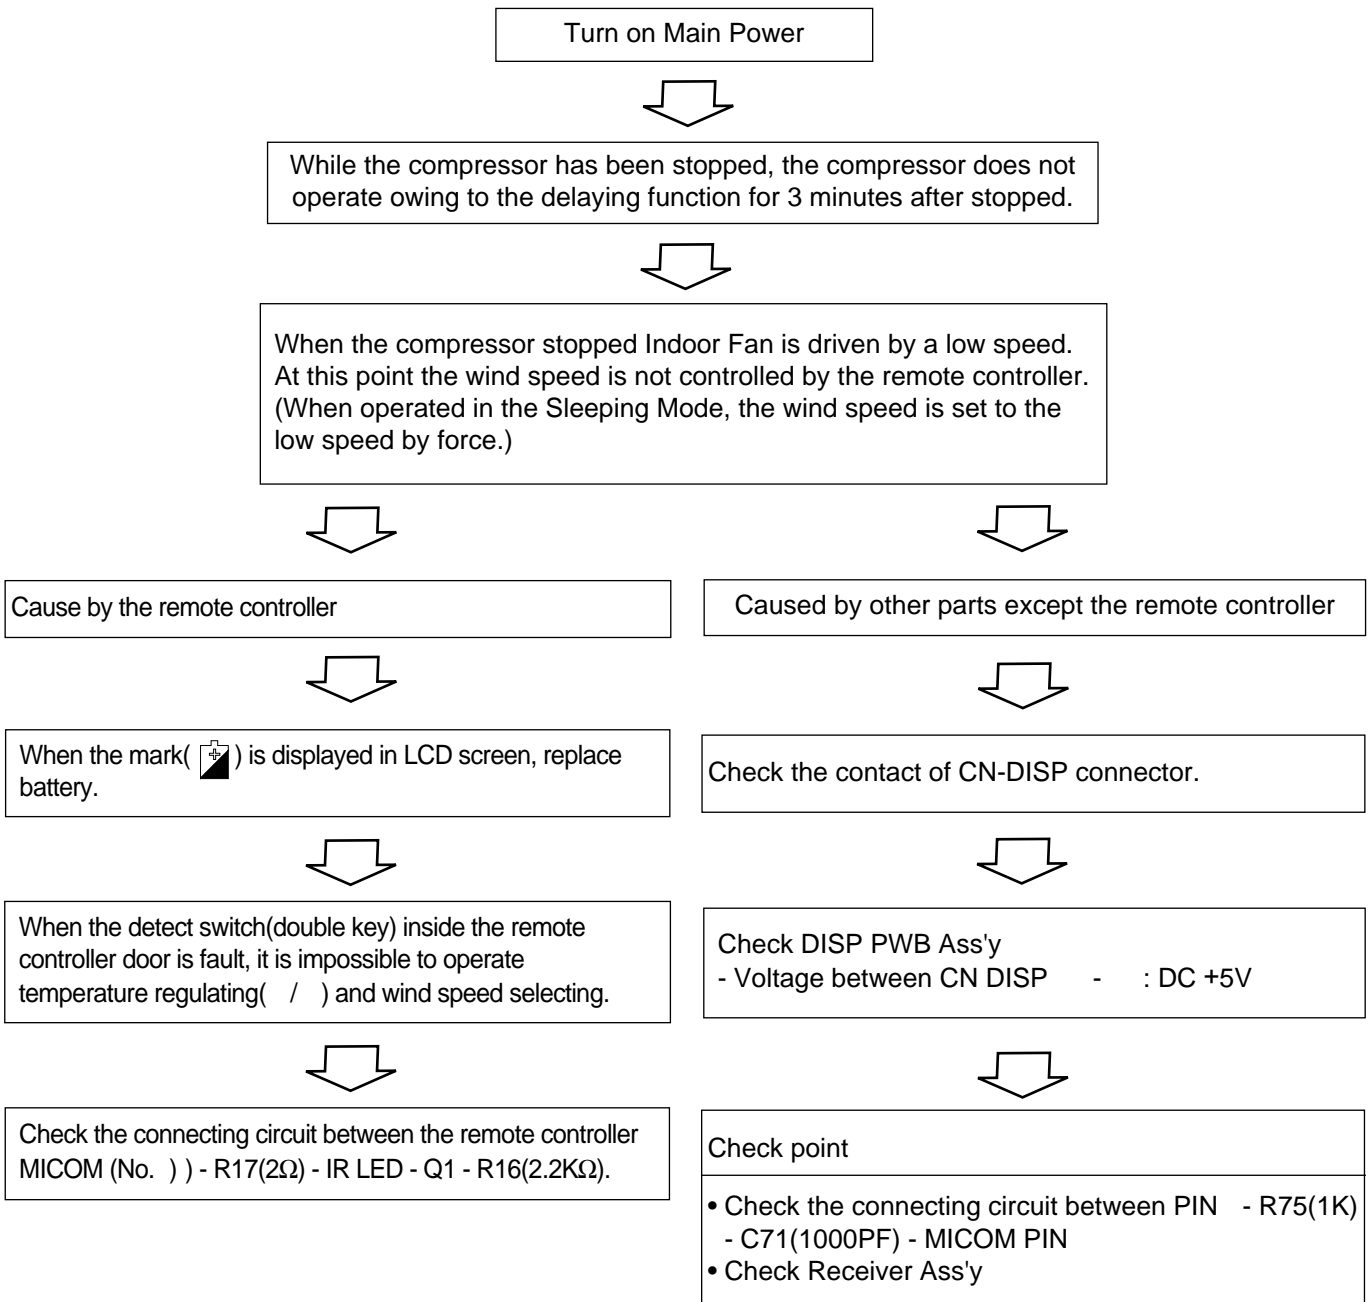 Turn on Main Power
While the compressor has been stopped, the compressor does not
operate owing to the delaying function for 3 minutes after stopped.
When the compressor stopped Indoor Fan is driven by a low speed.
At this point the wind speed is not controlled by the remote controller.
(When operated in the Sleeping Mode, the wind speed is set to the
low speed by force.)
Cause by the remote controller
When the mark( ) is displayed in LCD screen, replace
battery.
When the detect switch(double key) inside the remote
controller door is fault, it is impossible to operate
temperature regulating( / ) and wind speed selecting.
Check the connecting circuit between the remote controller
MICOM (No. ) ) - R17(2Ω) - IR LED - Q1 - R16(2.2KΩ).
Caused by other parts except the remote controller
Check the contact of CN-DISP connector.
Check DISP PWB Ass'y
- Voltage between CN DISP - : DC +5V
Check point
• Check the connecting circuit between PIN - R75(1K)
- C71(1000PF) - MICOM PIN
• Check Receiver Ass'y